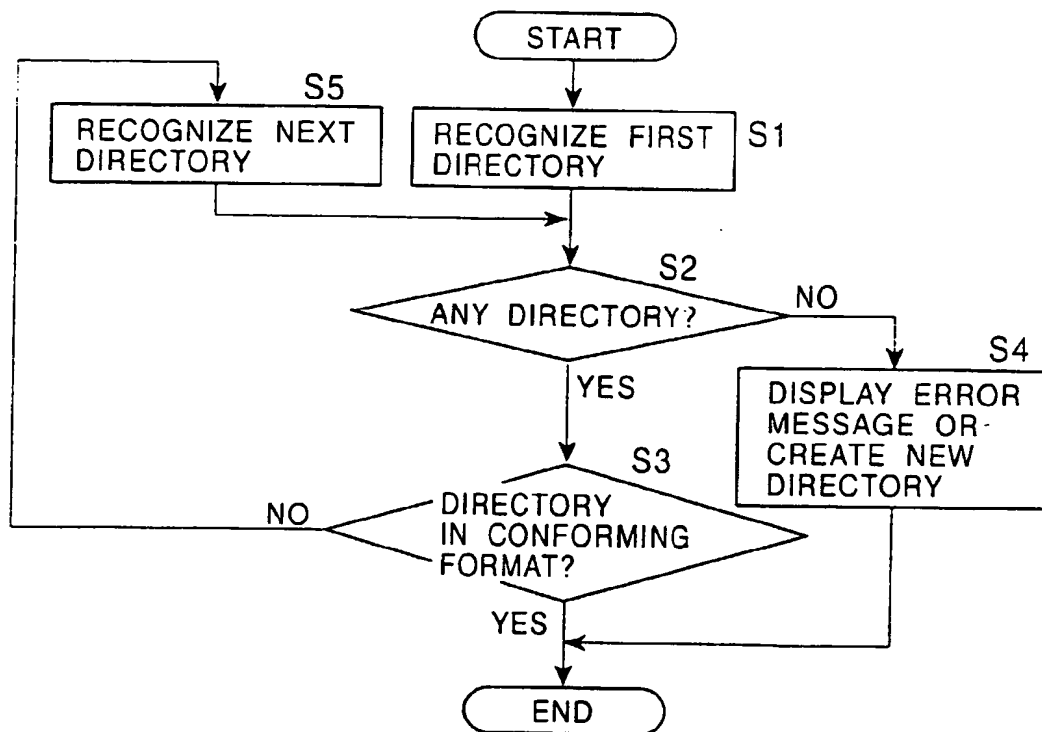 START
S5
RECOGNIZE NEXT
DIRECTORY
S1
RECOGNIZE FIRST
DIRECTORY
S2
ANY DIRECTORY?
NO
YES
S4
DISPLAY ERROR
MESSAGE OR
CREATE NEW
DIRECTORY
S3
DIRECTORY
IN CONFORMING
FORMAT?
NO
YES
END